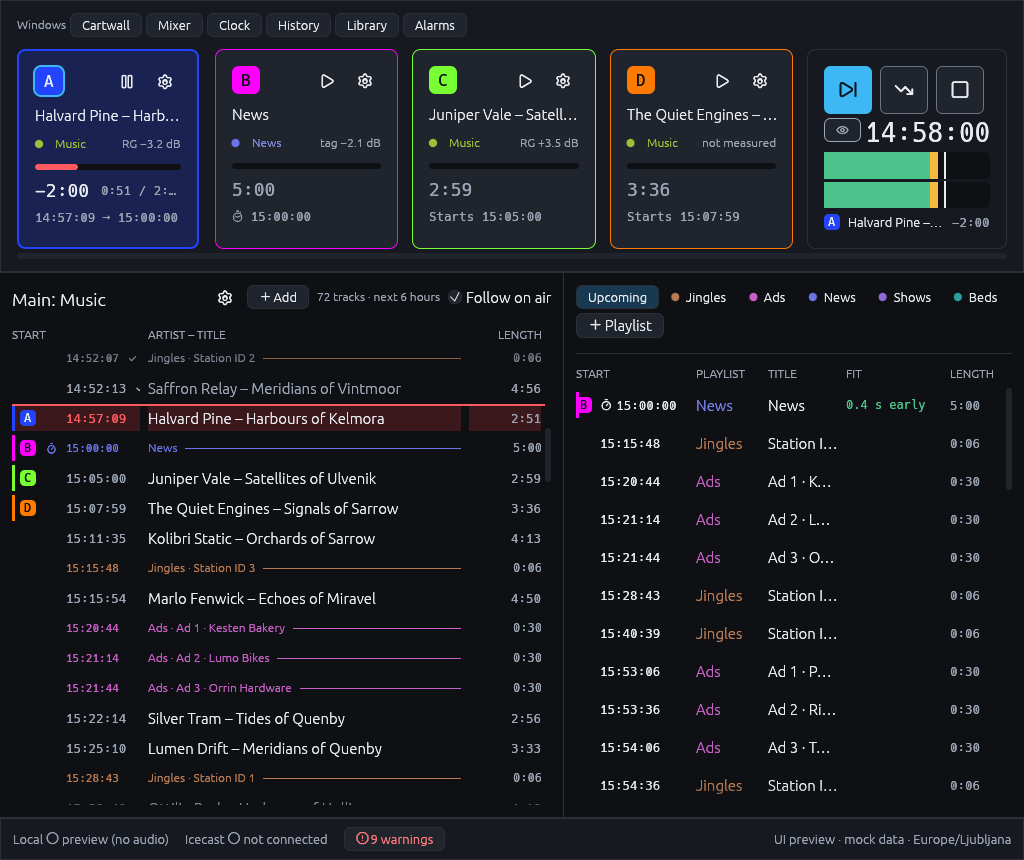 Windows Cartwall Mixer Clock History Library Alarms
A
Halvard Pine – Harb…
Music RG −3.2 dB
−2:00 0:51 / 2:…
14:57:09 → 15:00:00
B
News
News tag −2.1 dB
5:00
15:00:00
C
Juniper Vale – Satell…
Music RG +3.5 dB
2:59
Starts 15:05:00
D
The Quiet Engines – …
Music not measured
3:36
Starts 15:07:59
14:58:00
A Halvard Pine –… −2:00
Main: Music + Add 72 tracks · next 6 hours Follow on air
START ARTIST – TITLE LENGTH
14:52:07 Jingles · Station ID 2 0:06
14:52:13 Saffron Relay – Meridians of Vintmoor 4:56
A 14:57:09 Halvard Pine – Harbours of Kelmora 2:51
B 15:00:00 News 5:00
C 15:05:00 Juniper Vale – Satellites of Ulvenik 2:59
D 15:07:59 The Quiet Engines – Signals of Sarrow 3:36
15:11:35 Kolibri Static – Orchards of Sarrow 4:13
15:15:48 Jingles · Station ID 3 0:06
15:15:54 Marlo Fenwick – Echoes of Miravel 4:50
15:20:44 Ads · Ad 1 · Kesten Bakery 0:30
15:21:14 Ads · Ad 2 · Lumo Bikes 0:30
15:21:44 Ads · Ad 3 · Orrin Hardware 0:30
15:22:14 Silver Tram – Tides of Quenby 2:56
15:25:10 Lumen Drift – Meridians of Quenby 3:33
15:28:43 Jingles · Station ID 1 0:06
Upcoming Jingles Ads News Shows Beds
+ Playlist
START PLAYLIST TITLE FIT LENGTH
B 15:00:00 News News 0.4 s early 5:00
15:15:48 Jingles Station I… 0:06
15:20:44 Ads Ad 1 · K… 0:30
15:21:14 Ads Ad 2 · L… 0:30
15:21:44 Ads Ad 3 · O… 0:30
15:28:43 Jingles Station I… 0:06
15:40:39 Jingles Station I… 0:06
15:53:06 Ads Ad 1 · P… 0:30
15:53:36 Ads Ad 2 · Ri… 0:30
15:54:06 Ads Ad 3 · T… 0:30
15:54:36 Jingles Station I… 0:06
Local preview (no audio) Icecast not connected 9 warnings UI preview · mock data · Europe/Ljubljana